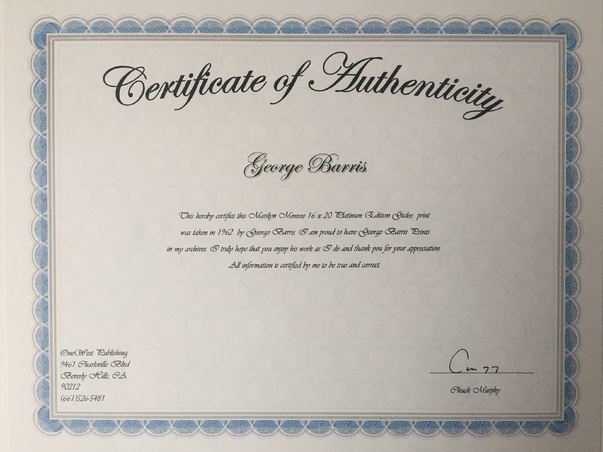 Certificate of Authenticity
George Barris
This hereby certifies this Marilyn Monroe 16 x 20 Platinum Edition Giclee print
was taken in 1962 by George Barris. I am proud to have George Barris Prints
in my archives. I truly hope that you enjoy his work as I do and thank you for your appreciation.
All information is certified by me to be true and correct.
OneWest Publishing
9461 Charleville Blvd
Beverly Hills, CA
90212
(661)526-5481
Chuck Murphy